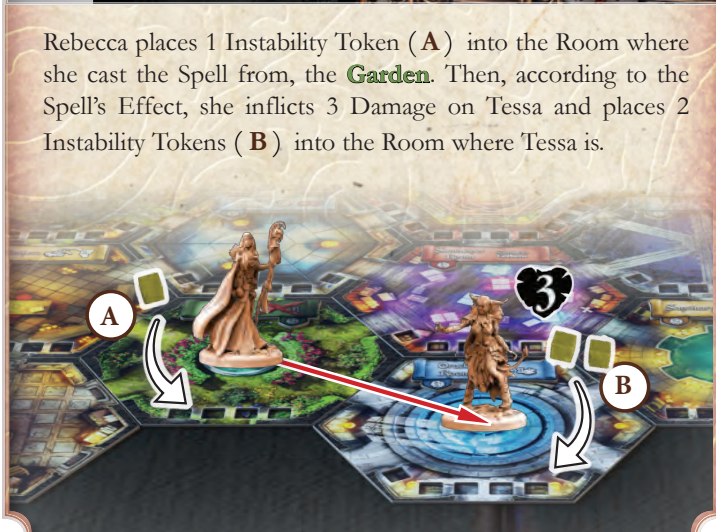 Rebecca places 1 Instability Token (A) into the Room where
she cast the Spell from, the Garden. Then, according to the
Spell's Effect, she inflicts 3 Damage on Tessa and places 2
Instability Tokens (B) into the Room where Tessa is.
3
A
B